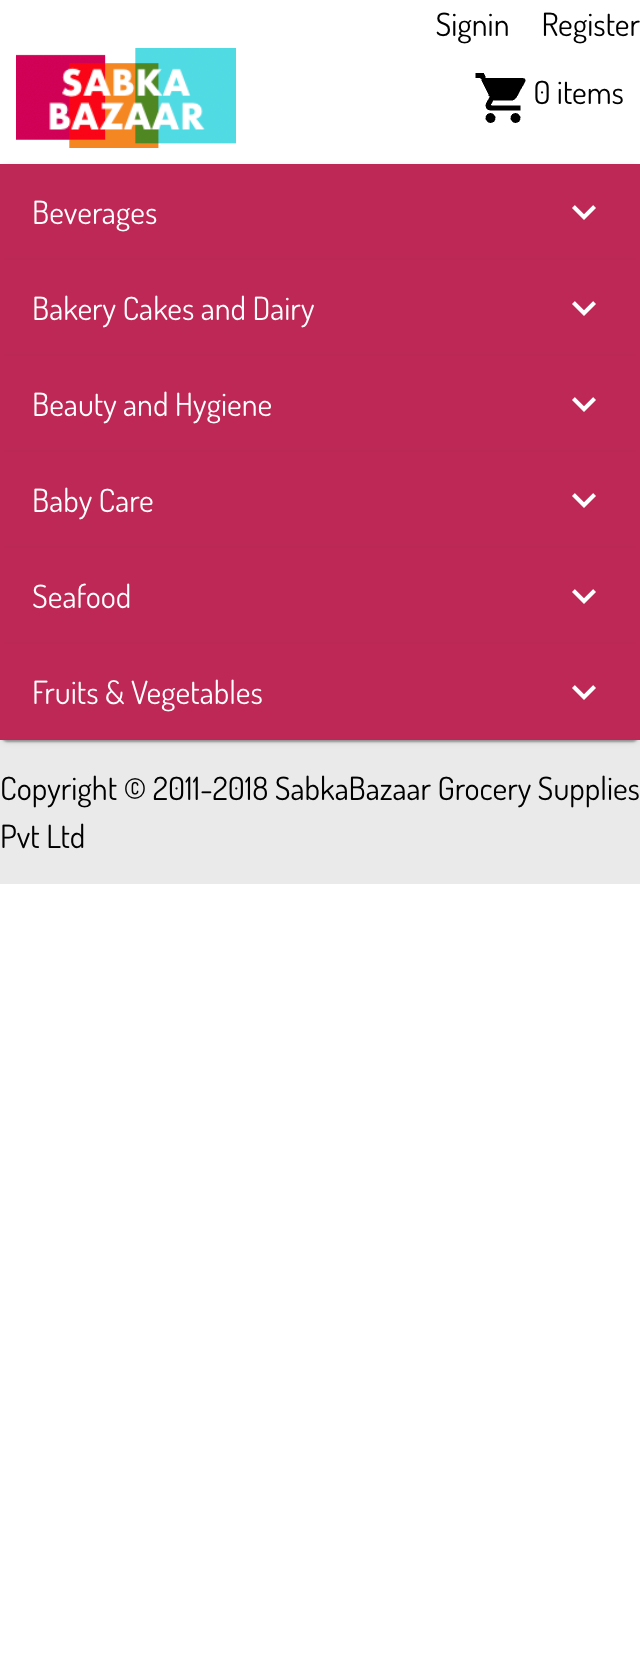 Signin Register
SABKA
BAZAAR
0 items
Beverages
Bakery Cakes and Dairy
Beauty and Hygiene
Baby Care
Seafood
Fruits & Vegetables
Copyright © 2011-2018 SabkaBazaar Grocery Supplies
Pvt Ltd